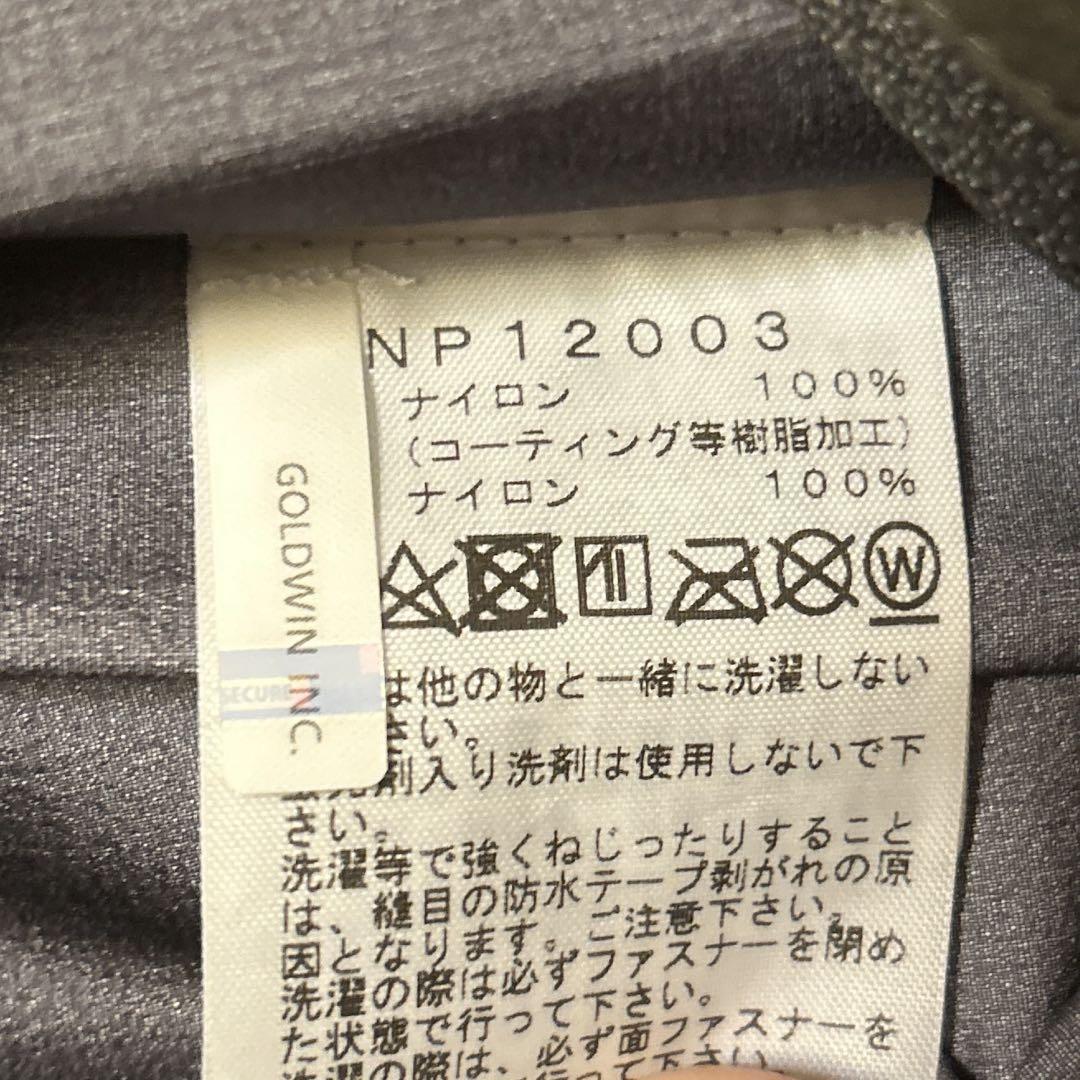 NP12003
ナイロン 100%
(コーティング等樹脂加工)
ナイロン 100%
W
GOLDWIN INC.
SECURE
は他の物と一緒に洗濯しない
さい。
剤入り洗剤は使用しないで下
さい。
洗濯等で強くねじったりすること
は、縫目の防水テープ剥がれの原
因となります。ご注意下さい。
洗濯の際は必ずファスナーを閉め
た状態で行って下さい。
洗濯の際は、必ず面ファスナーを